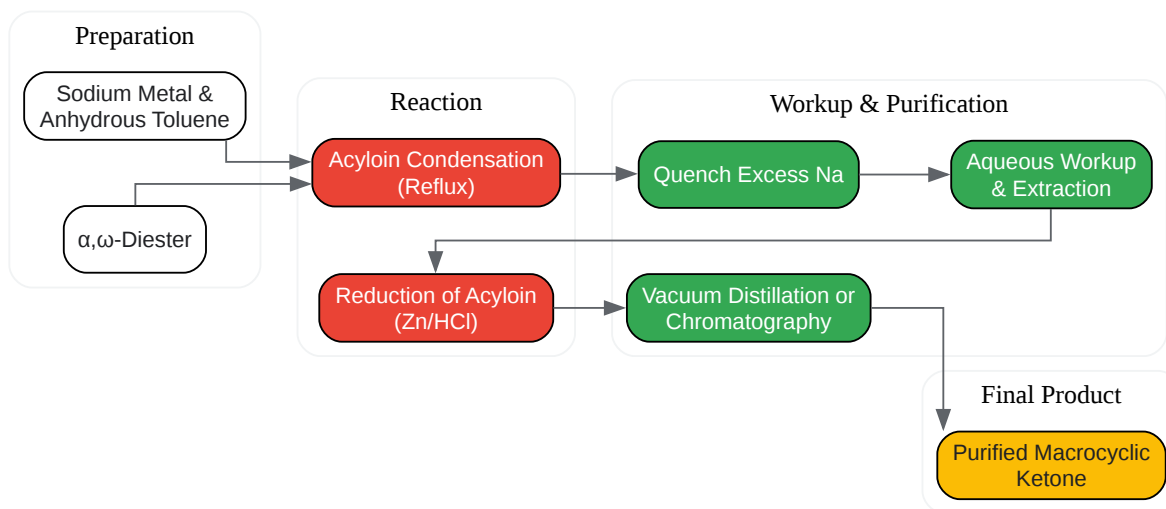 Preparation
Sodium Metal &
Anhydrous Toluene
α,ω-Diester
Reaction
Acyloin Condensation
(Reflux)
Reduction of Acyloin
(Zn/HCl)
Workup & Purification
Quench Excess Na
Aqueous Workup
& Extraction
Vacuum Distillation or
Chromatography
Final Product
Purified Macrocyclic
Ketone